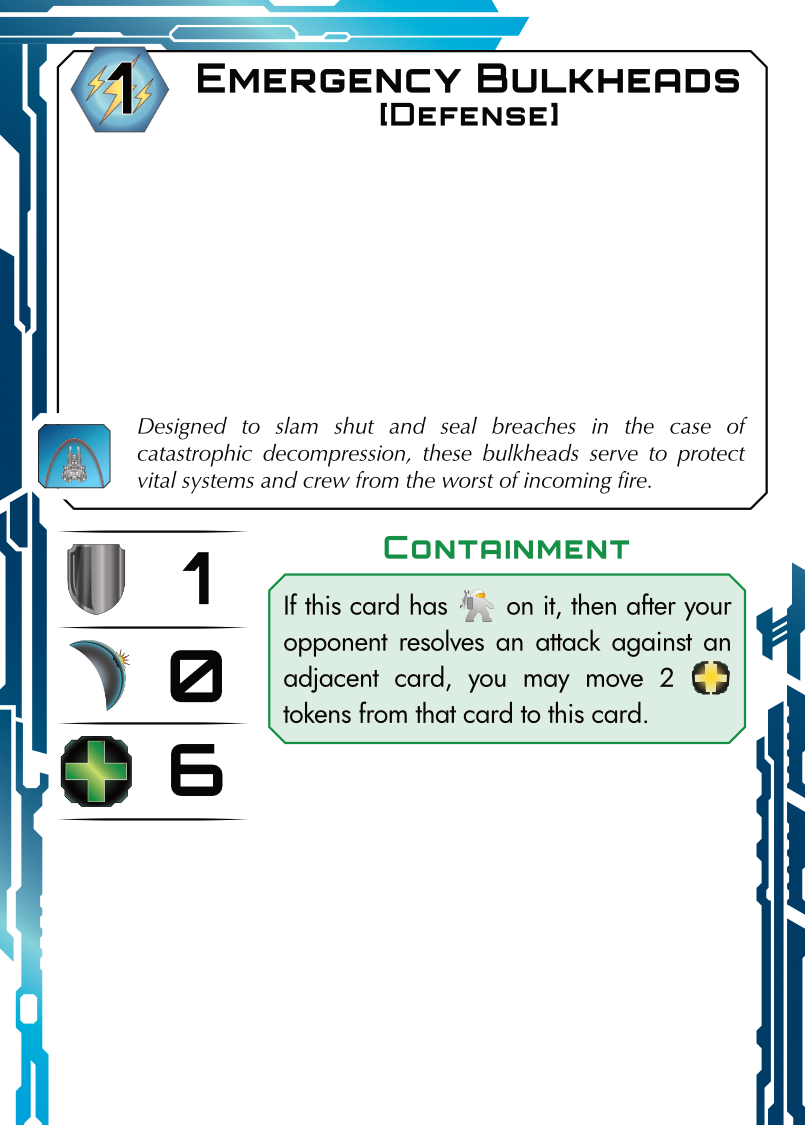 1
Emergency Bulkheads
[Defense]
Designed to slam shut and seal breaches in the case of
catastrophic decompression, these bulkheads serve to protect
vital systems and crew from the worst of incoming fire.
1
0
6
Containment
If this card has on it, then after your
opponent resolves an attack against an
adjacent card, you may move 2
tokens from that card to this card.